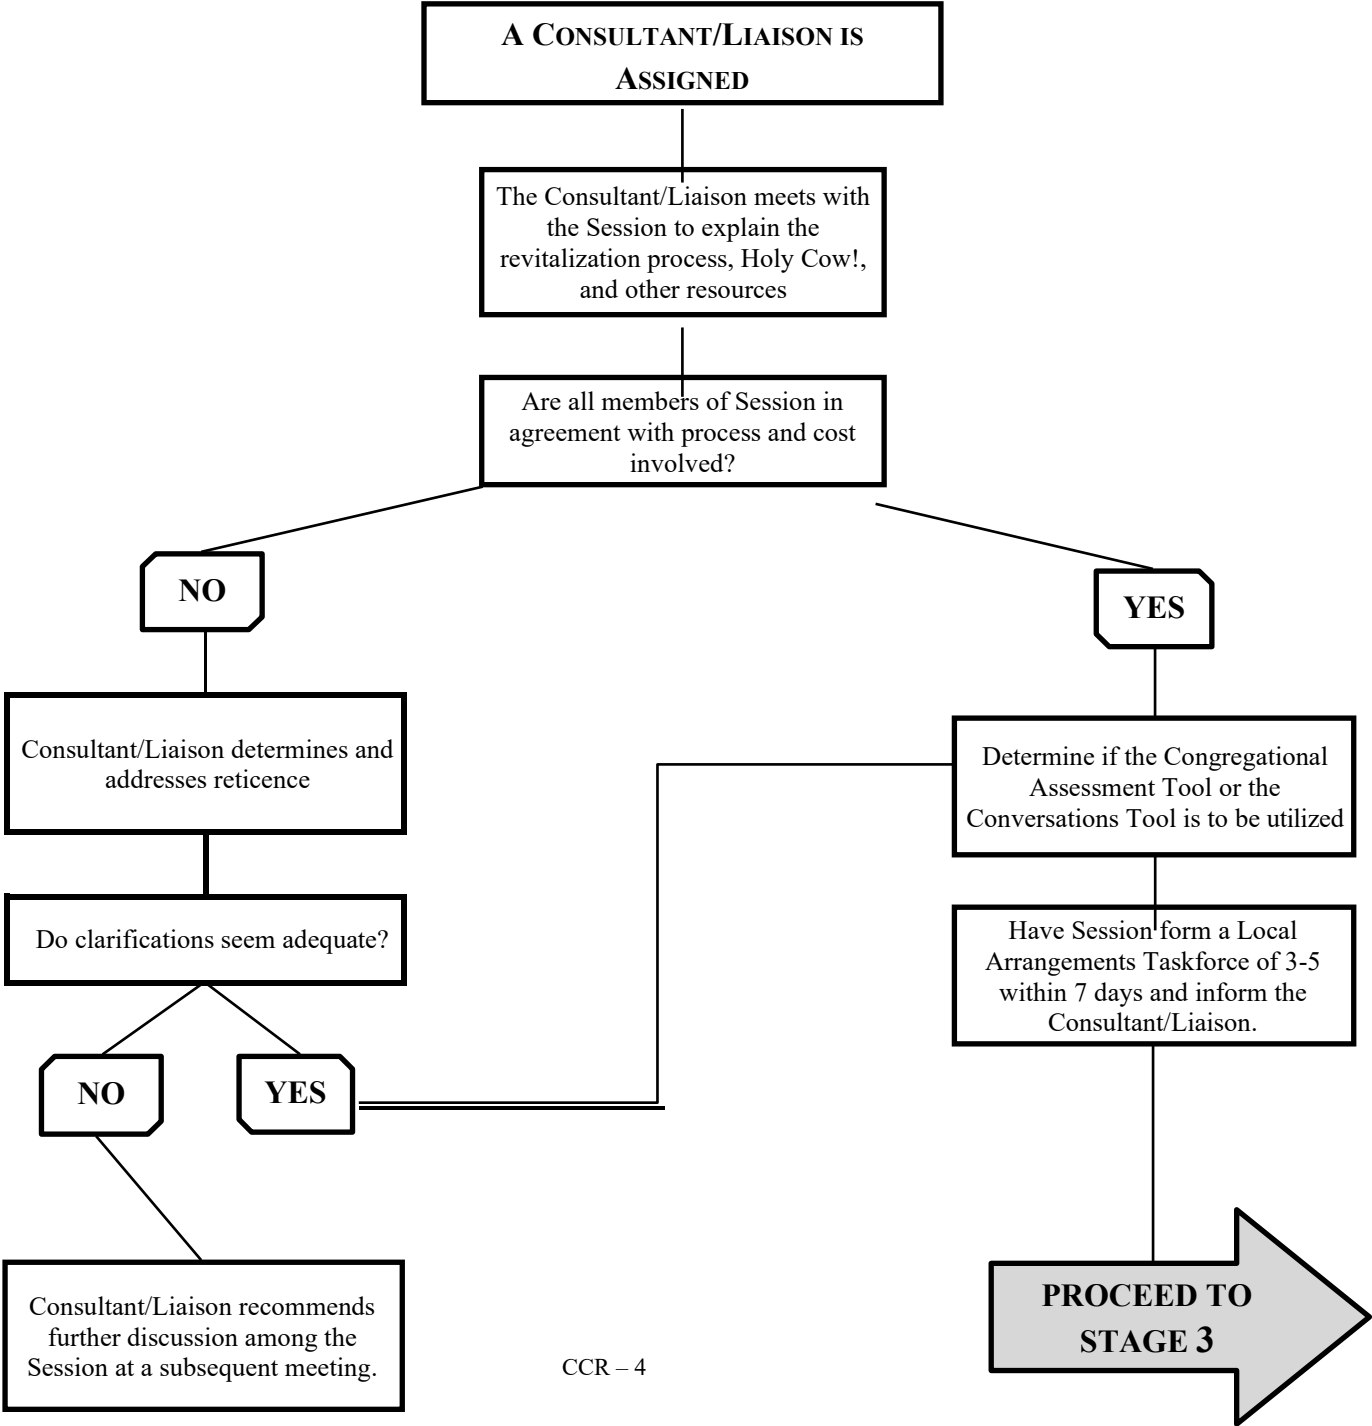 A CONSULTANT/LIAISON IS
ASSIGNED
The Consultant/Liaison meets with
the Session to explain the
revitalization process, Holy Cow!,
and other resources
Are all members of Session in
agreement with process and cost
involved?
NO
YES
Consultant/Liaison determines and
addresses reticence
Determine if the Congregational
Assessment Tool or the
Conversations Tool is to be utilized
Do clarifications seem adequate?
Have Session form a Local
Arrangements Taskforce of 3-5
within 7 days and inform the
Consultant/Liaison.
NO
YES
Consultant/Liaison recommends
further discussion among the
Session at a subsequent meeting.
PROCEED TO
STAGE 3
CCR – 4